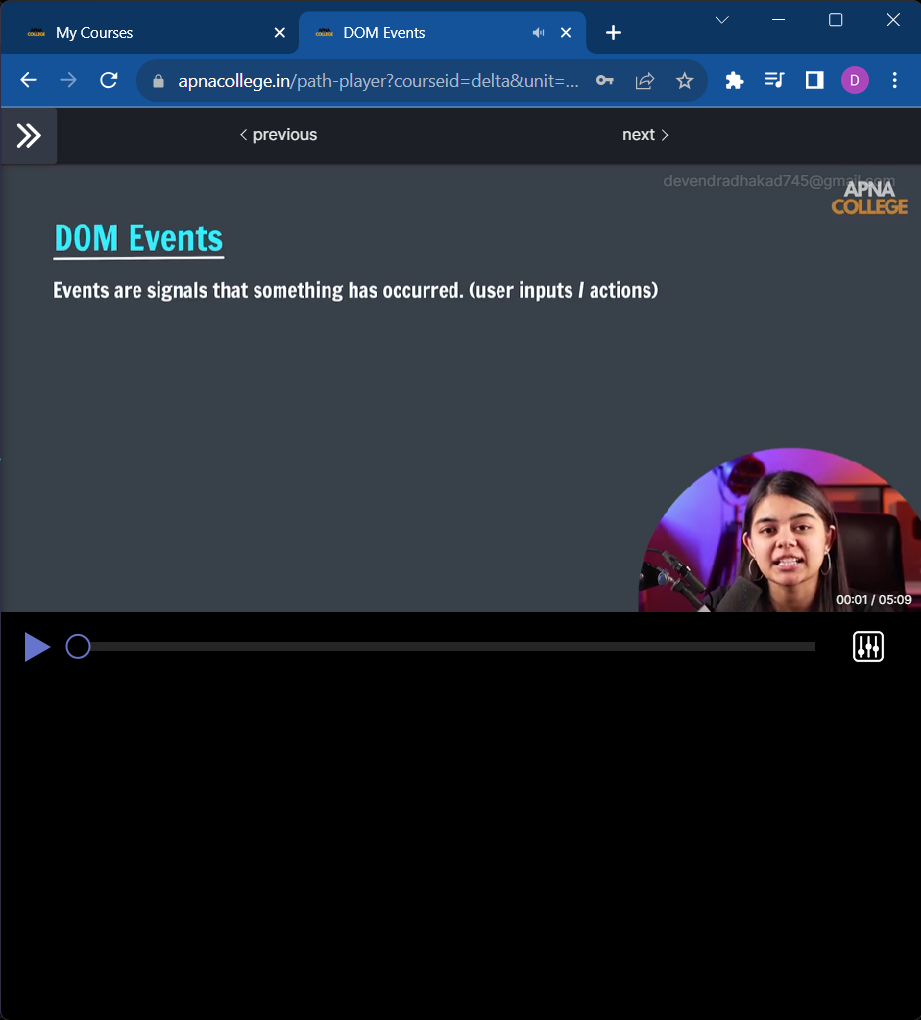 My Courses
DOM Events
apnacollege.in/path-player?courseid=delta&unit=...
D
previous
next
devendradhakad745@gmail.com
APNA
COLLEGE
DOM Events
Events are signals that something has occurred. (user inputs / actions)
00:01 / 05:09